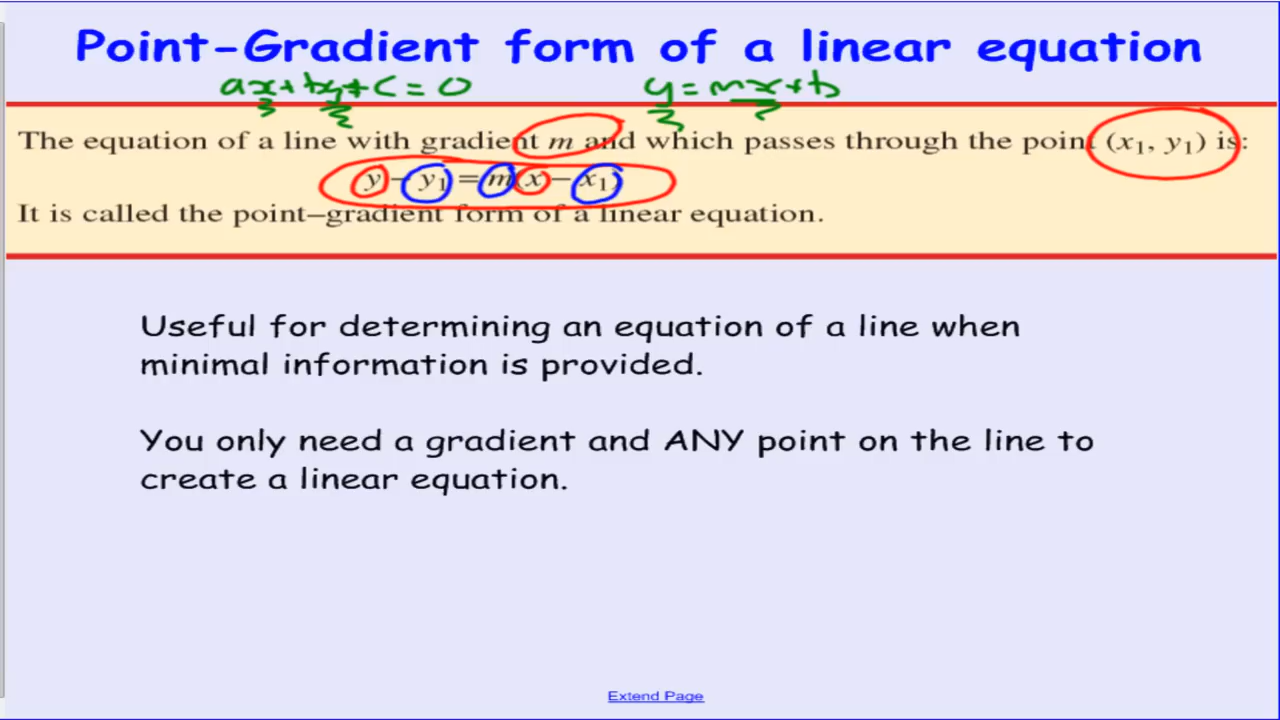 Point-Gradient form of a linear equation
ax+by+c=0 y=mx+b
The equation of a line with gradient m and which passes through the point (x₁, y₁) is:
y − y₁ = m(x − x₁)
It is called the point–gradient form of a linear equation.
Useful for determining an equation of a line when
minimal information is provided.
You only need a gradient and ANY point on the line to
create a linear equation.
Extend Page